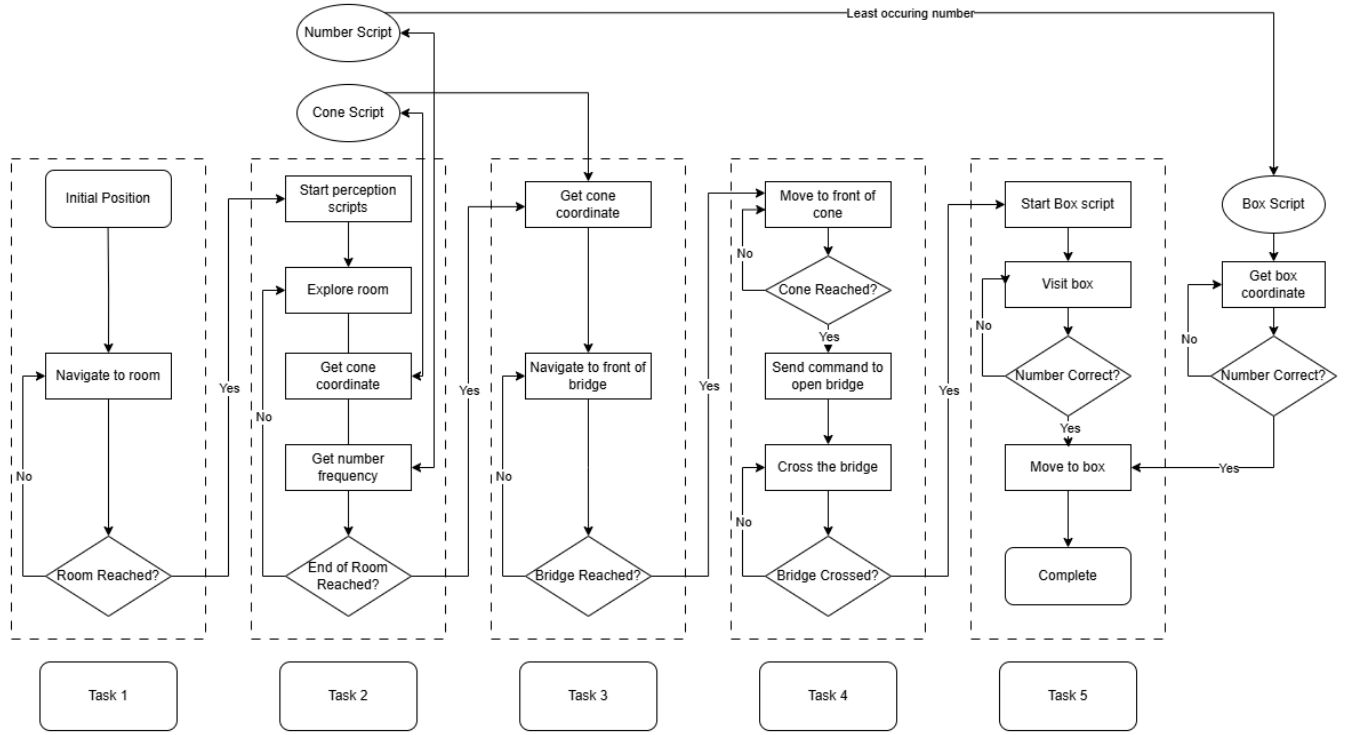 Number Script
Least occuring number
Cone Script
Initial Position
Navigate to room
No
Room Reached?
Yes
Start perception
scripts
Explore room
Get cone
coordinate
Get number
frequency
No
End of Room
Reached?
Yes
Get cone
coordinate
Navigate to front of
bridge
No
Bridge Reached?
Yes
Move to front of
cone
No
Cone Reached?
Yes
Send command to
open bridge
Cross the bridge
No
Bridge Crossed?
Yes
Start Box script
Visit box
No
Number Correct?
Yes
Move to box
Complete
Box Script
Get box
coordinate
No
Number Correct?
Yes
Task 1
Task 2
Task 3
Task 4
Task 5